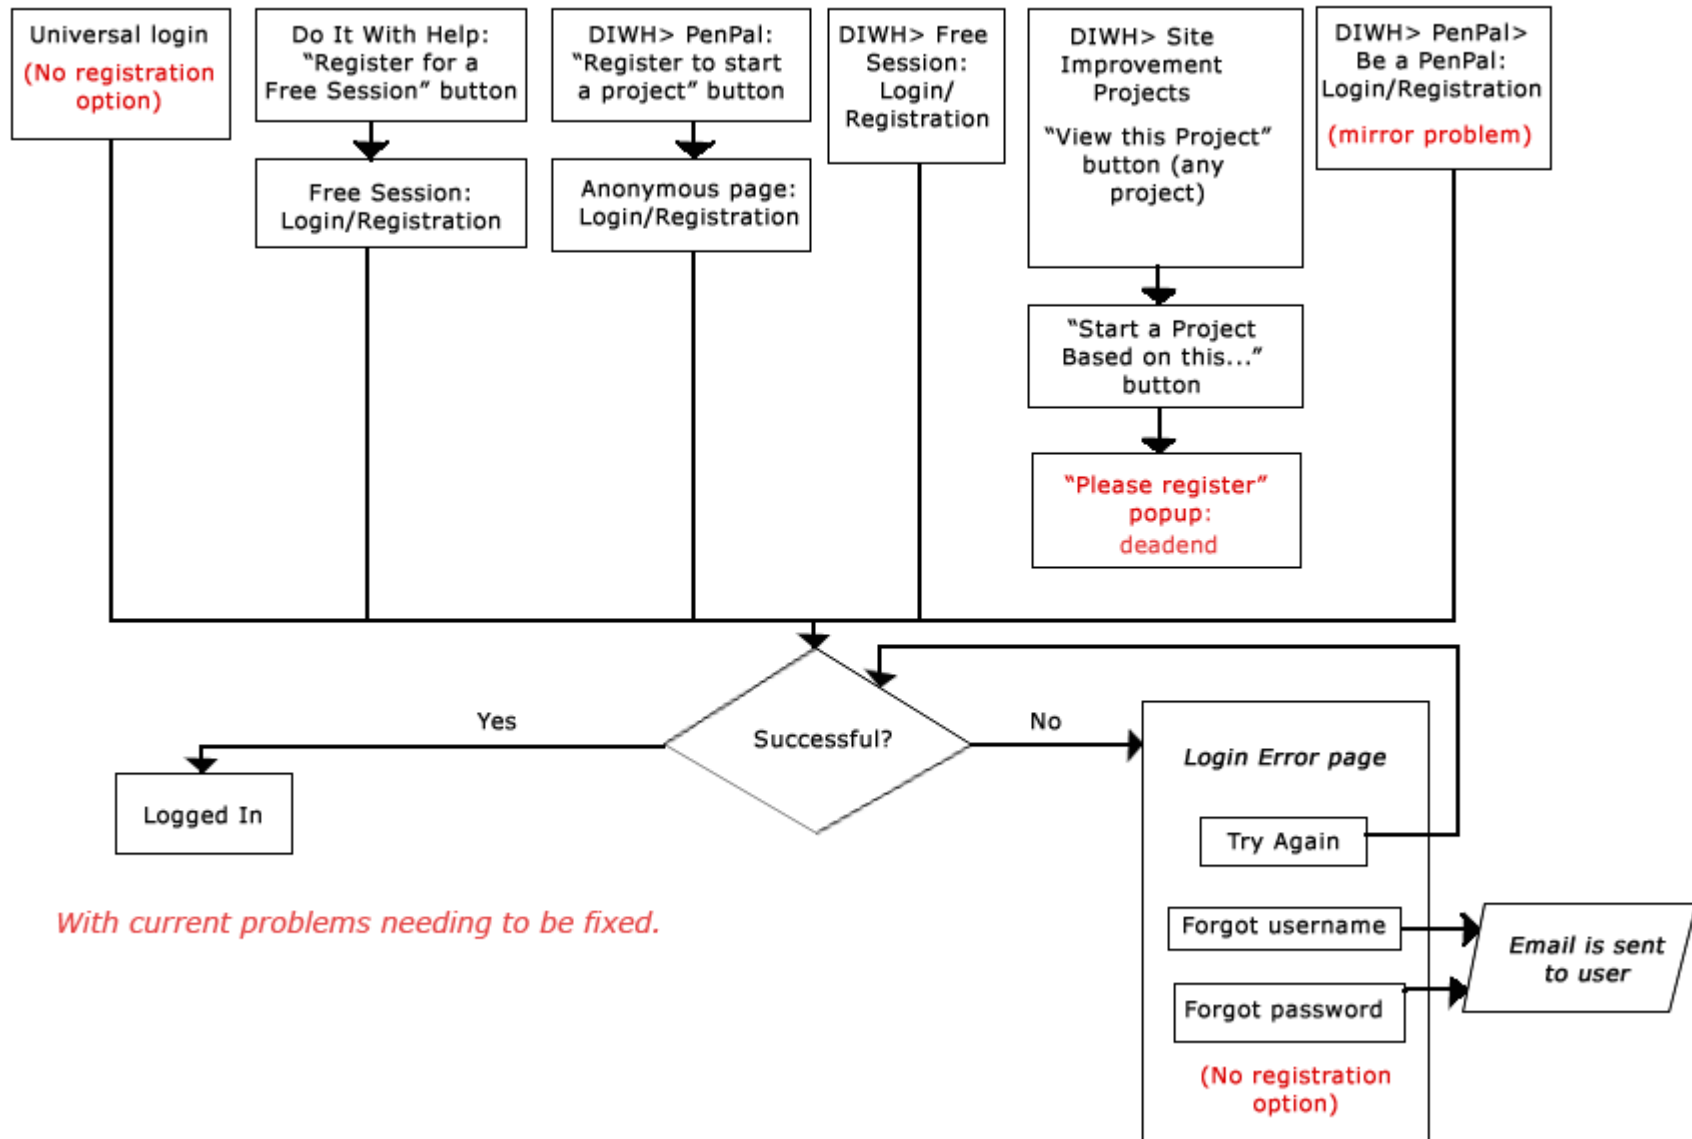 Universal login
(No registration
option)
Do It With Help:
“Register for a
Free Session” button
DIWH> PenPal:
“Register to start
a project” button
DIWH> Free
Session:
Login/
Registration
DIWH> Site
Improvement
Projects
“View this Project”
button (any
project)
DIWH> PenPal>
Be a PenPal:
Login/Registration
(mirror problem)
Free Session:
Login/Registration
Anonymous page:
Login/Registration
“Start a Project
Based on this...”
button
“Please register”
popup:
deadend
Successful?
Yes
No
Logged In
Login Error page
Try Again
Forgot username
Forgot password
(No registration
option)
Email is sent
to user
With current problems needing to be fixed.